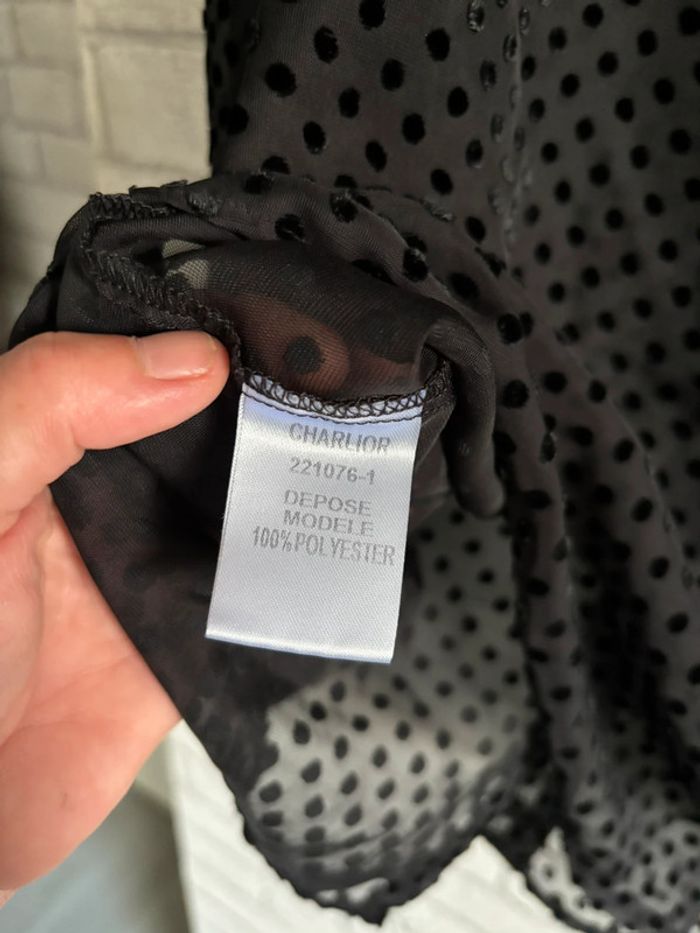 CHARLIOR
221076-1
DEPOSE
MODELE
100%POLYESTER